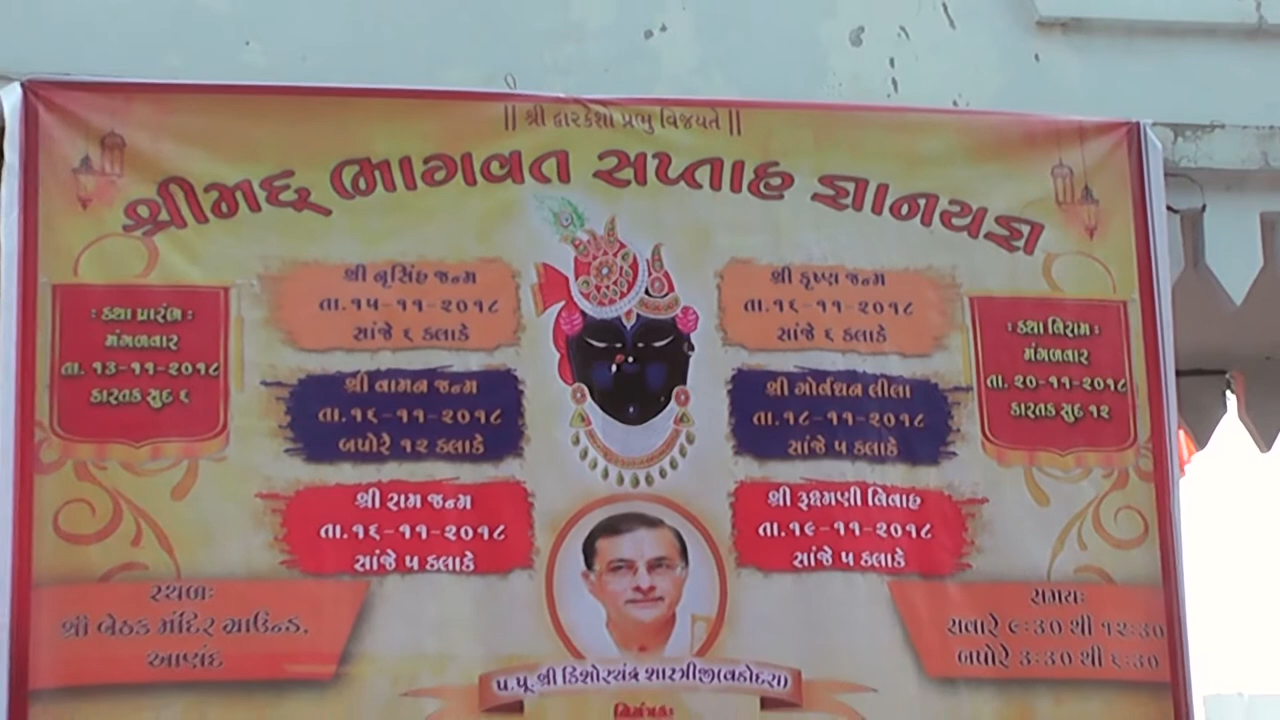 || શ્રી દ્વારકેશો પ્રભુ વિજયતે ||
શ્રીમદ્ ભાગવત સપ્તાહ જ્ઞાનયજ્ઞ
: કથા પ્રારંભ :
મંગળવાર
તા. ૧૩-૧૧-૨૦૧૮
કારતક સુદ ૬
શ્રી નૃસિંહ જન્મ
તા.૧૫-૧૧-૨૦૧૮
સાંજે ૬ કલાકે
શ્રી વામન જન્મ
તા.૧૬-૧૧-૨૦૧૮
બપોરે ૧૨ કલાકે
શ્રી રામ જન્મ
તા.૧૬-૧૧-૨૦૧૮
સાંજે ૫ કલાકે
શ્રી કૃષ્ણ જન્મ
તા.૧૬-૧૧-૨૦૧૮
સાંજે ૬ કલાકે
શ્રી ગોર્વધન લીલા
તા.૧૮-૧૧-૨૦૧૮
સાંજે ૫ કલાકે
શ્રી રૂક્ષ્મણી વિવાહ
તા.૧૯-૧૧-૨૦૧૮
સાંજે ૫ કલાકે
: કથા વિરામ :
મંગળવાર
તા. ૨૦-૧૧-૨૦૧૮
કારતક સુદ ૧૨
સ્થળઃ
શ્રી બેઠક મંદિર ગ્રાઉન્ડ,
આણંદ
સમયઃ
સવારે ૯:૩૦ થી ૧૨:૩૦
બપોરે ૩:૩૦ થી ૬:૩૦
પ.પૂ.શ્રી કિશોરચંદ્ર શાસ્ત્રીજી(વડોદરા)
નિમંત્રકઃ